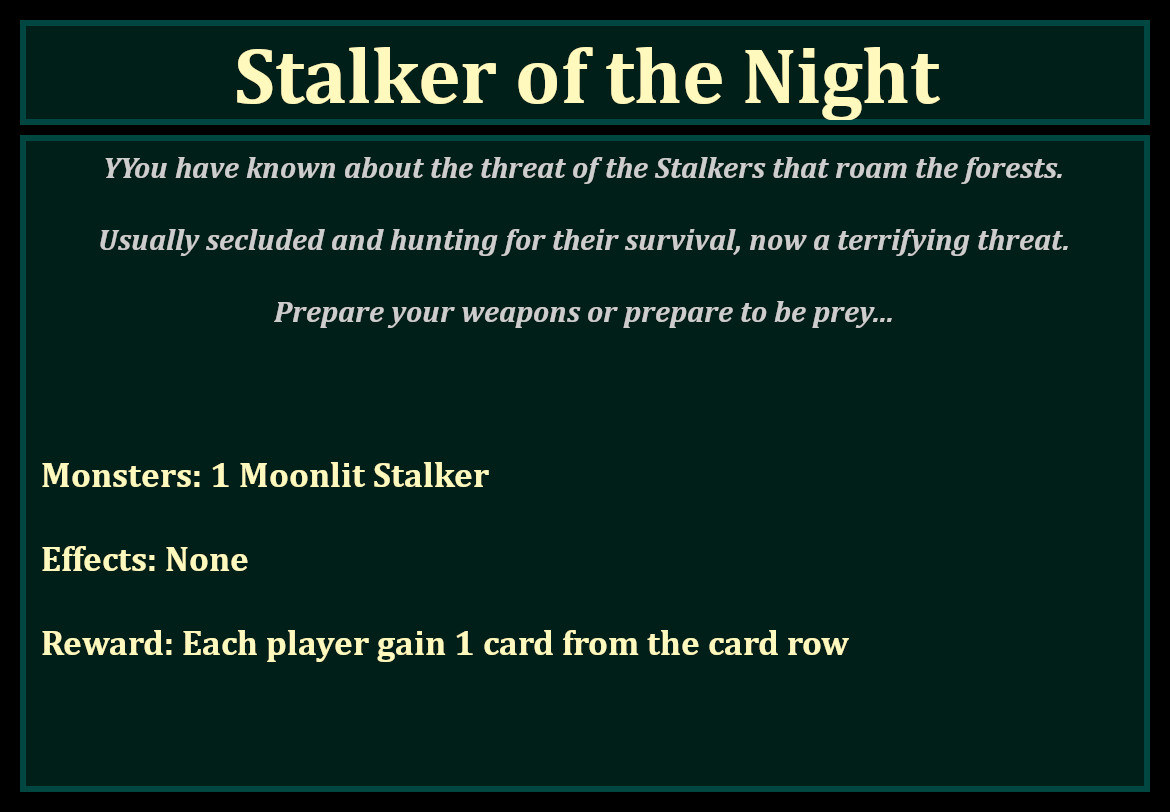 Stalker of the Night
YYou have known about the threat of the Stalkers that roam the forests.
Usually secluded and hunting for their survival, now a terrifying threat.
Prepare your weapons or prepare to be prey...
Monsters: 1 Moonlit Stalker
Effects: None
Reward: Each player gain 1 card from the card row